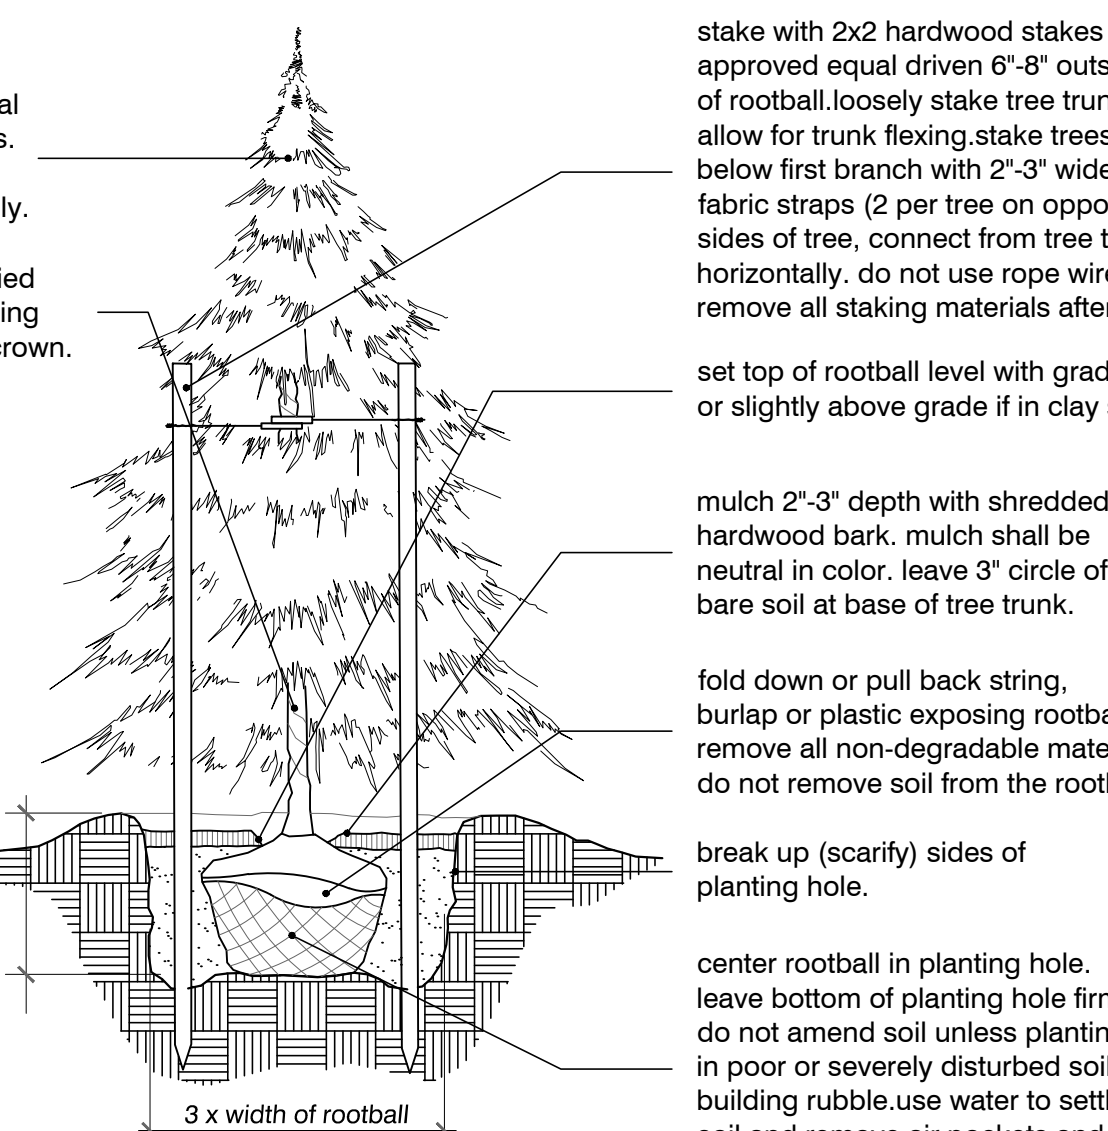 al
s.
ly.
ied
ing
crown.
stake with 2x2 hardwood stakes
approved equal driven 6"-8" outs
of rootball.loosely stake tree trun
allow for trunk flexing.stake trees
below first branch with 2"-3" wide
fabric straps (2 per tree on oppo
sides of tree, connect from tree t
horizontally. do not use rope wire
remove all staking materials after
set top of rootball level with grad
or slightly above grade if in clay s
mulch 2"-3" depth with shredded
hardwood bark. mulch shall be
neutral in color. leave 3" circle of
bare soil at base of tree trunk.
fold down or pull back string,
burlap or plastic exposing rootba
remove all non-degradable mate
do not remove soil from the rootb
break up (scarify) sides of
planting hole.
center rootball in planting hole.
leave bottom of planting hole firm
do not amend soil unless plantin
in poor or severely disturbed soil
building rubble.use water to settl
soil and remove air pockets and
3 x width of rootball